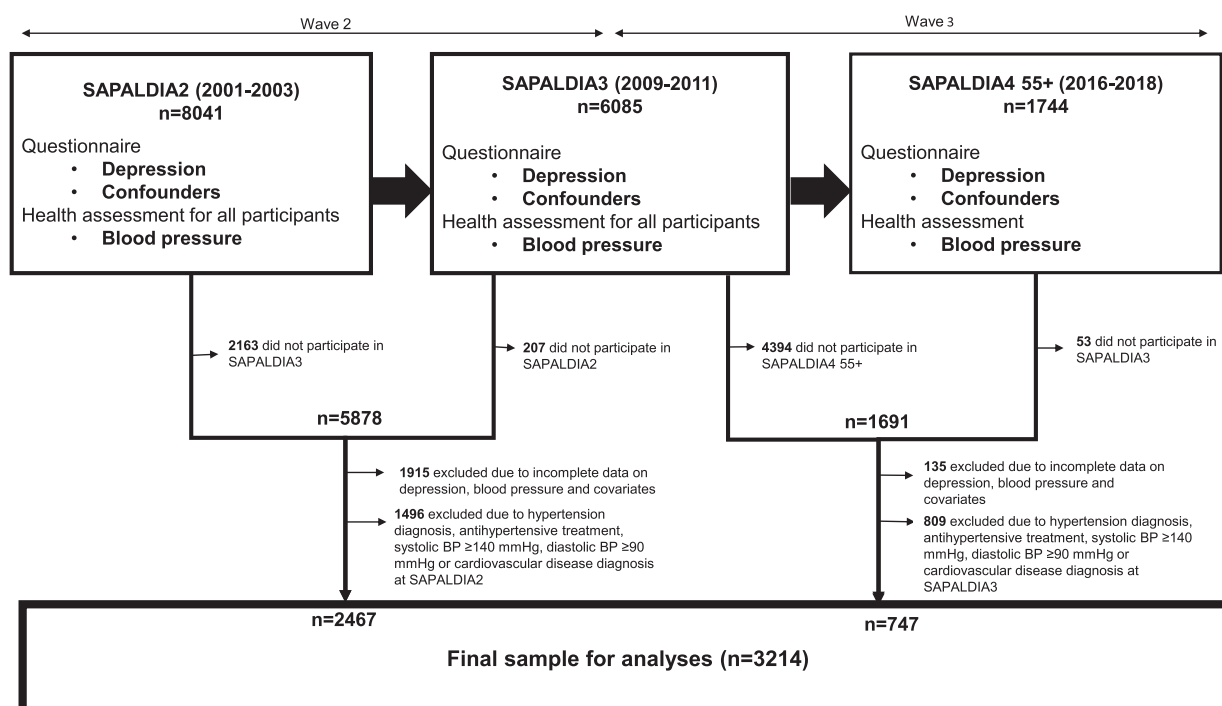 Wave 2
Wave 3
SAPALDIA2 (2001-2003)
n=8041
Questionnaire
• Depression
• Confounders
Health assessment for all participants
• Blood pressure
SAPALDIA3 (2009-2011)
n=6085
Questionnaire
• Depression
• Confounders
Health assessment for all participants
• Blood pressure
SAPALDIA4 55+ (2016-2018)
n=1744
Questionnaire
• Depression
• Confounders
Health assessment
• Blood pressure
2163 did not participate in
SAPALDIA3
207 did not participate in
SAPALDIA2
4394 did not participate in
SAPALDIA4 55+
53 did not participate in
SAPALDIA3
n=5878
n=1691
1915 excluded due to incomplete data on
depression, blood pressure and covariates
1496 excluded due to hypertension
diagnosis, antihypertensive treatment,
systolic BP ≥140 mmHg, diastolic BP ≥90
mmHg or cardiovascular disease diagnosis
at SAPALDIA2
135 excluded due to incomplete data on
depression, blood pressure and
covariates
809 excluded due to hypertension diagnosis,
antihypertensive treatment, systolic BP ≥140
mmHg, diastolic BP ≥90 mmHg or
cardiovascular disease diagnosis at
SAPALDIA3
n=2467
n=747
Final sample for analyses (n=3214)